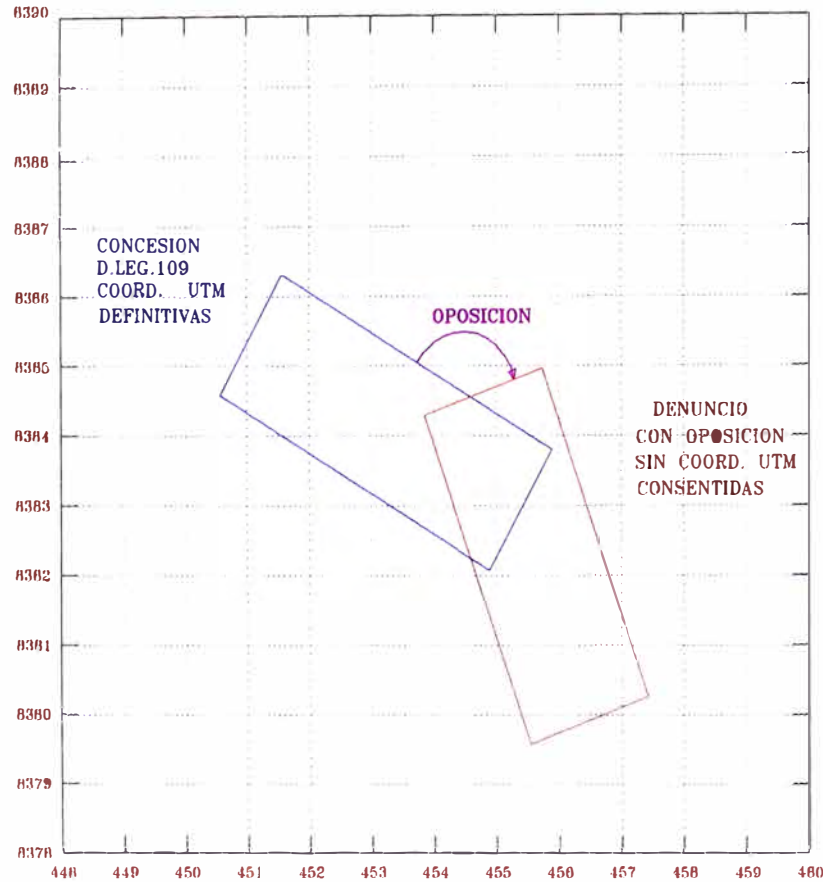 8390
8389
8388
8387
CONCESION
D.LEG.109
COORD. UTM
DEFINITIVAS
8386
OPOSICION
8385
DENUNCIO
CON OPOSICION
SIN COORD. UTM
CONSENTIDAS
8384
8383
8382
8381
8380
8379
8378
448 449 450 451 452 453 454 455 456 457 458 459 460